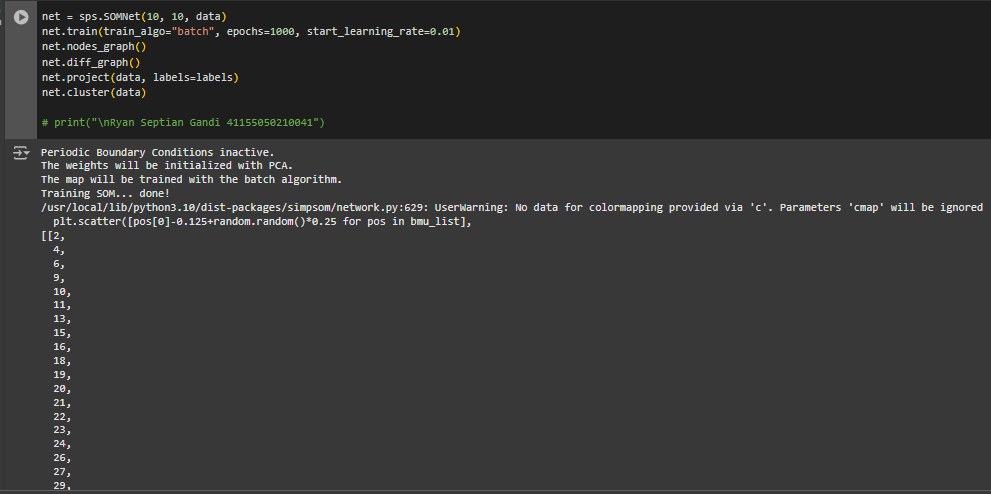 net = sps.SOMNet(10, 10, data)
net.train(train_algo="batch", epochs=1000, start_learning_rate=0.01)
net.nodes_graph()
net.diff_graph()
net.project(data, labels=labels)
net.cluster(data)
# print("\nRyan Septian Gandi 41155050210041")
Periodic Boundary Conditions inactive.
The weights will be initialized with PCA.
The map will be trained with the batch algorithm.
Training SOM... done!
/usr/local/lib/python3.10/dist-packages/simpsom/network.py:629: UserWarning: No data for colormapping provided via 'c'. Parameters 'cmap' will be ignored
plt.scatter([pos[0]-0.125+random.random()*0.25 for pos in bmu_list],
[[2,
4,
6,
9,
10,
11,
13,
15,
16,
18,
19,
20,
21,
22,
23,
24,
26,
27,
29,